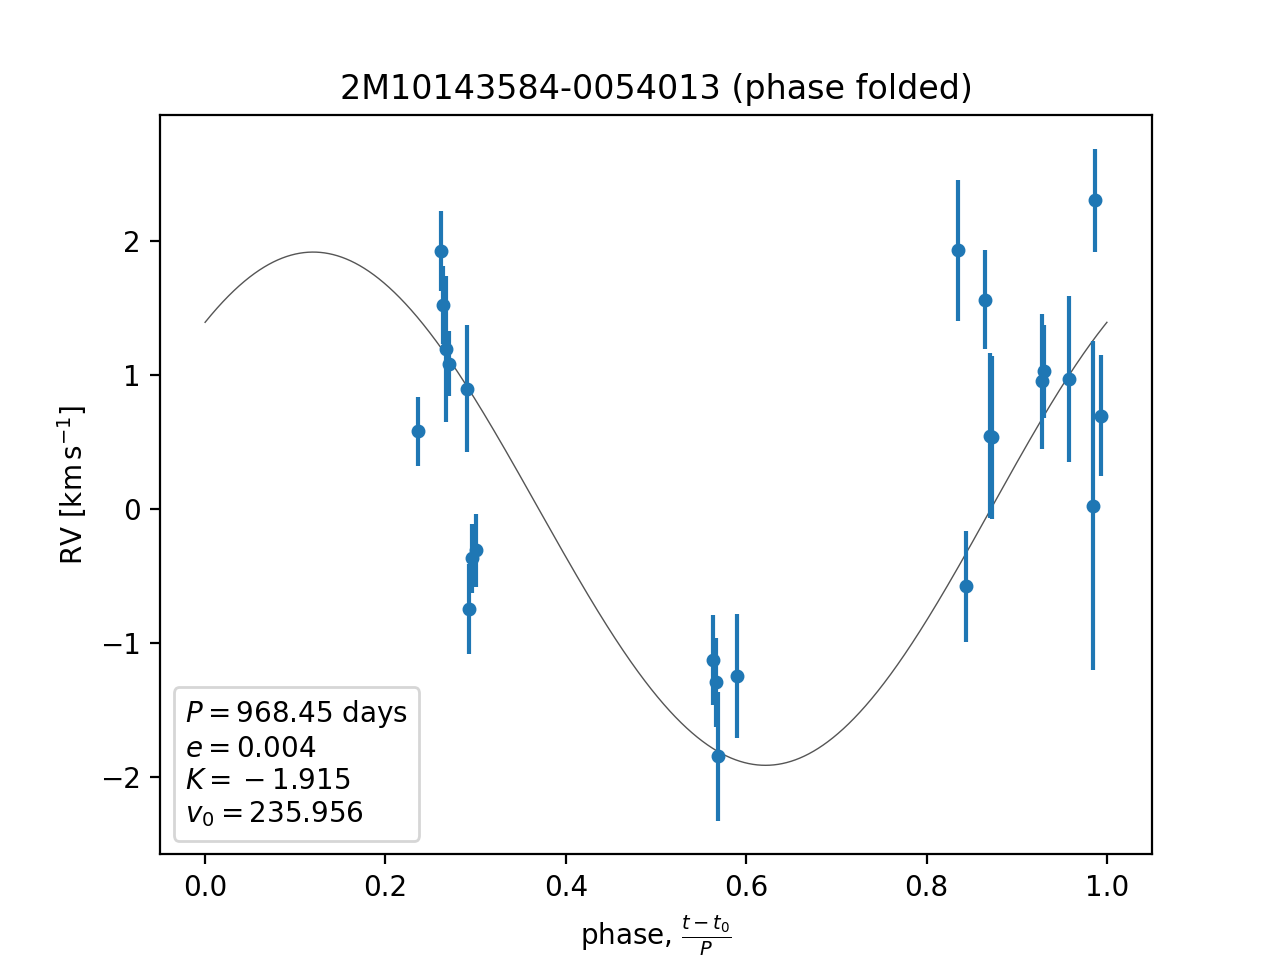 2M10143584-0054013 (phase folded)
RV [km s⁻¹]
2
1
0
−1
−2
P = 968.45 days
e = 0.004
K = −1.915
v₀ = 235.956
0.0 0.2 0.4 0.6 0.8 1.0
phase, (t − t₀)/P